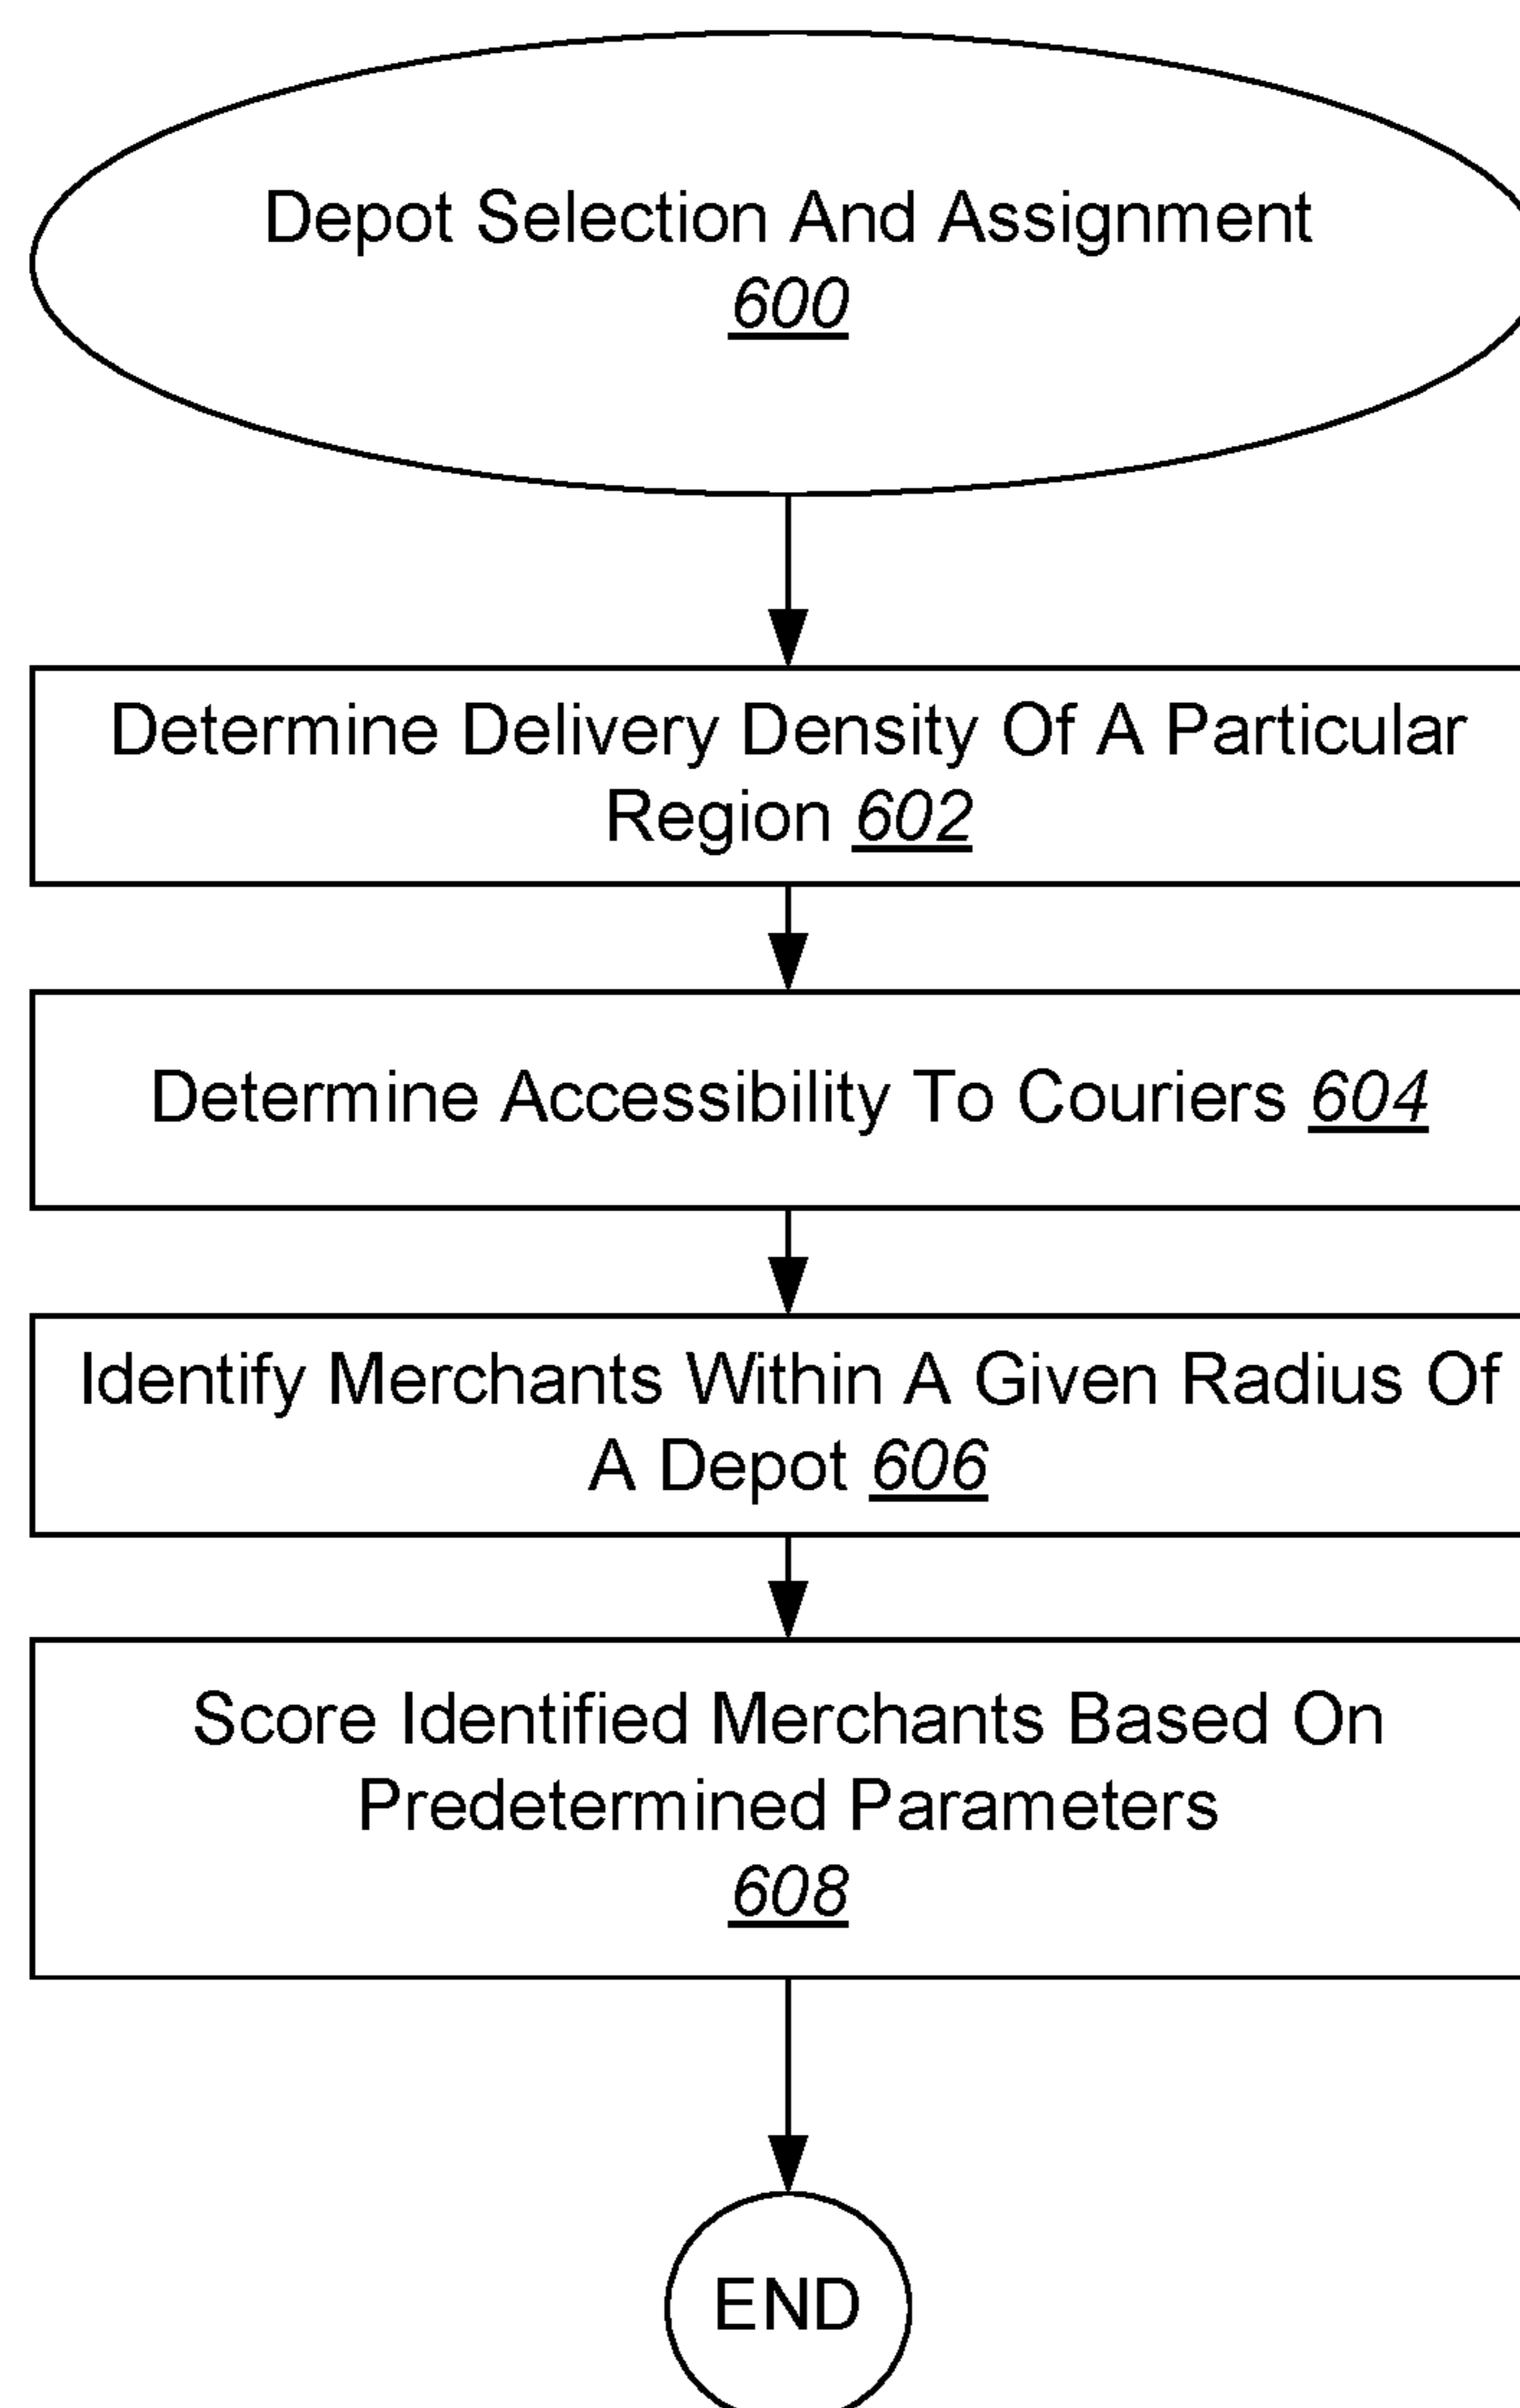 Depot Selection And Assignment
600
Determine Delivery Density Of A Particular
Region 602
Determine Accessibility To Couriers 604
Identify Merchants Within A Given Radius Of
A Depot 606
Score Identified Merchants Based On
Predetermined Parameters
608
END